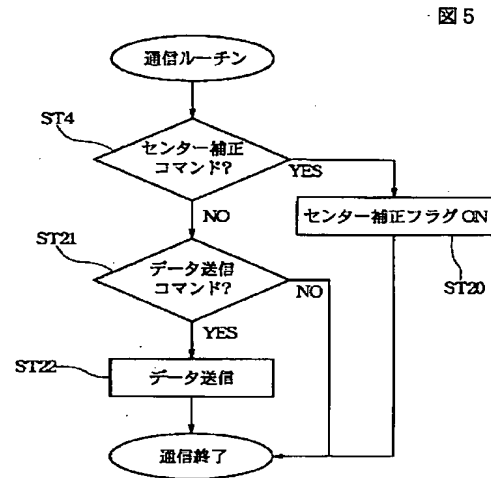 図5
通信ルーチン
ST4
センター補正
コマンド?
YES
NO
センター補正フラグON
ST20
ST21
データ送信
コマンド?
NO
YES
ST22
データ送信
通信終了